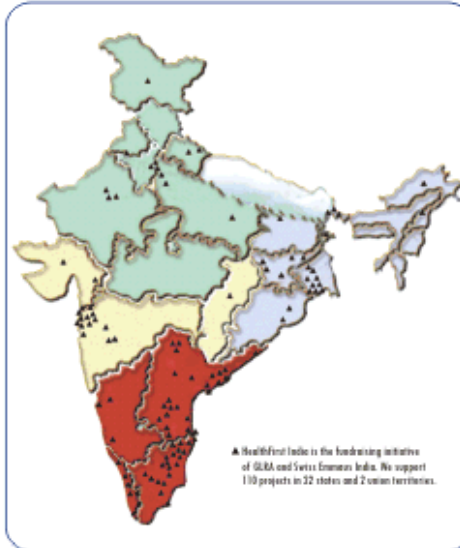 ▲ HealthFirst India is the fundraising initiative
of GLRA and Swiss Emmaus India. We support
110 projects in 22 states and 2 union territories.